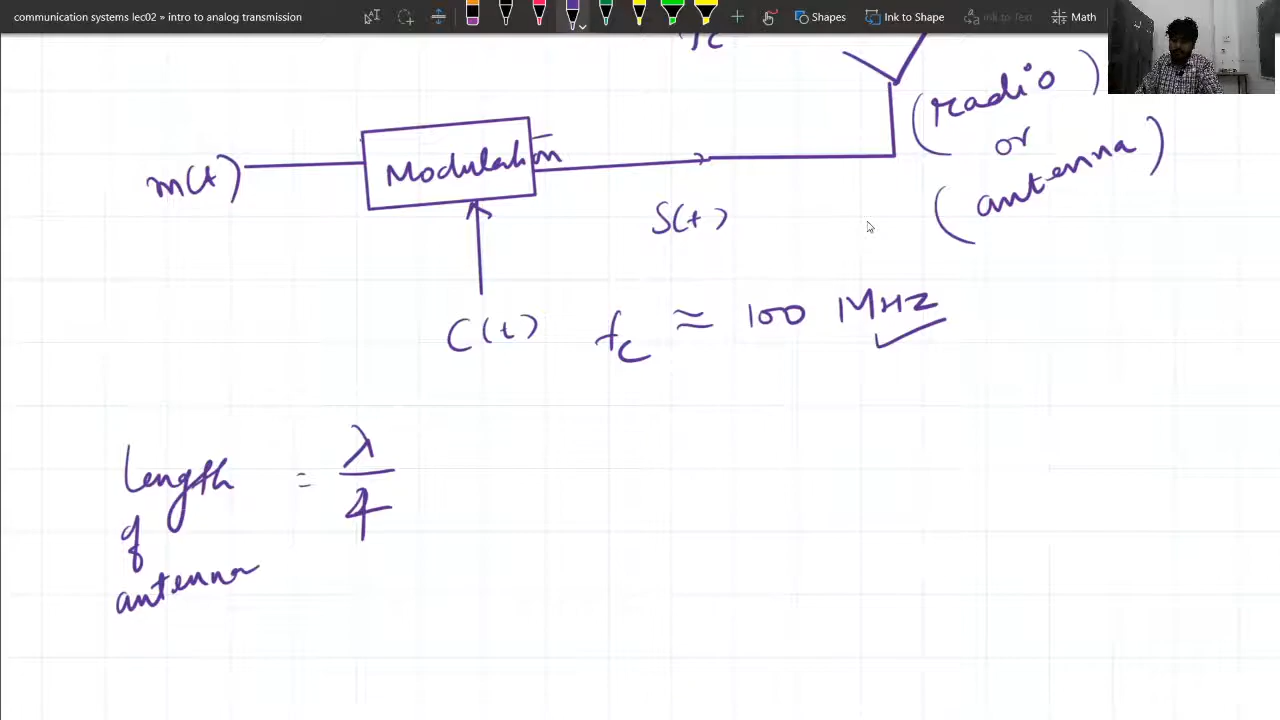 communication systems lec02 » intro to analog transmission
Shapes
Ink to Shape
Ink to Text
Math
m(t)
Modulation
S(t)
(radio)
or
(antenna)
C(t) fc ≈ 100 MHz
length of antenna = λ/4